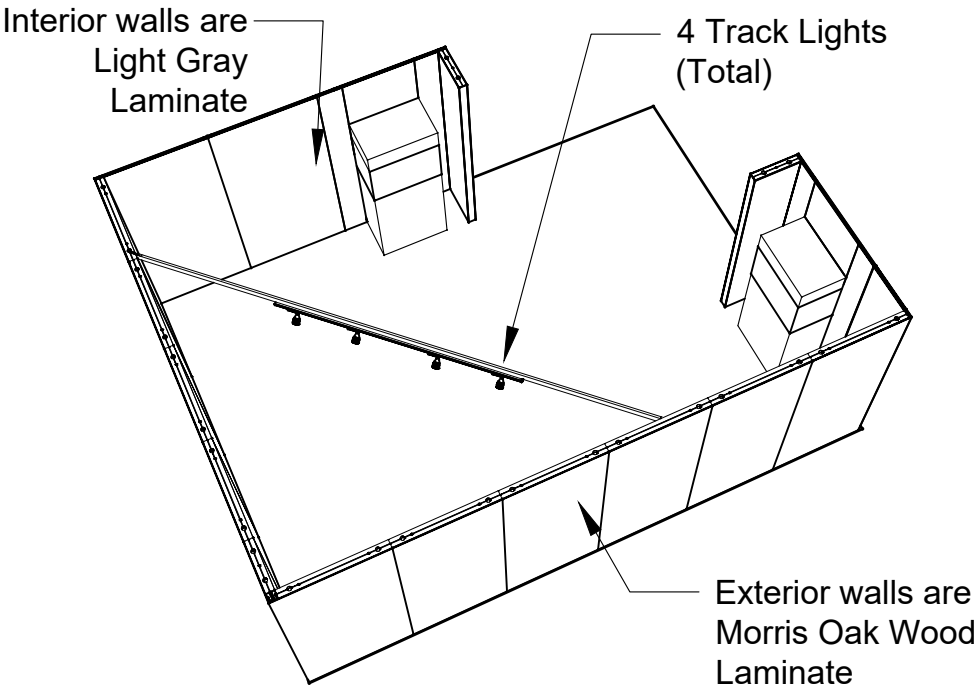 Interior walls are
Light Gray
Laminate
4 Track Lights
(Total)
Exterior walls are
Morris Oak Wood
Laminate